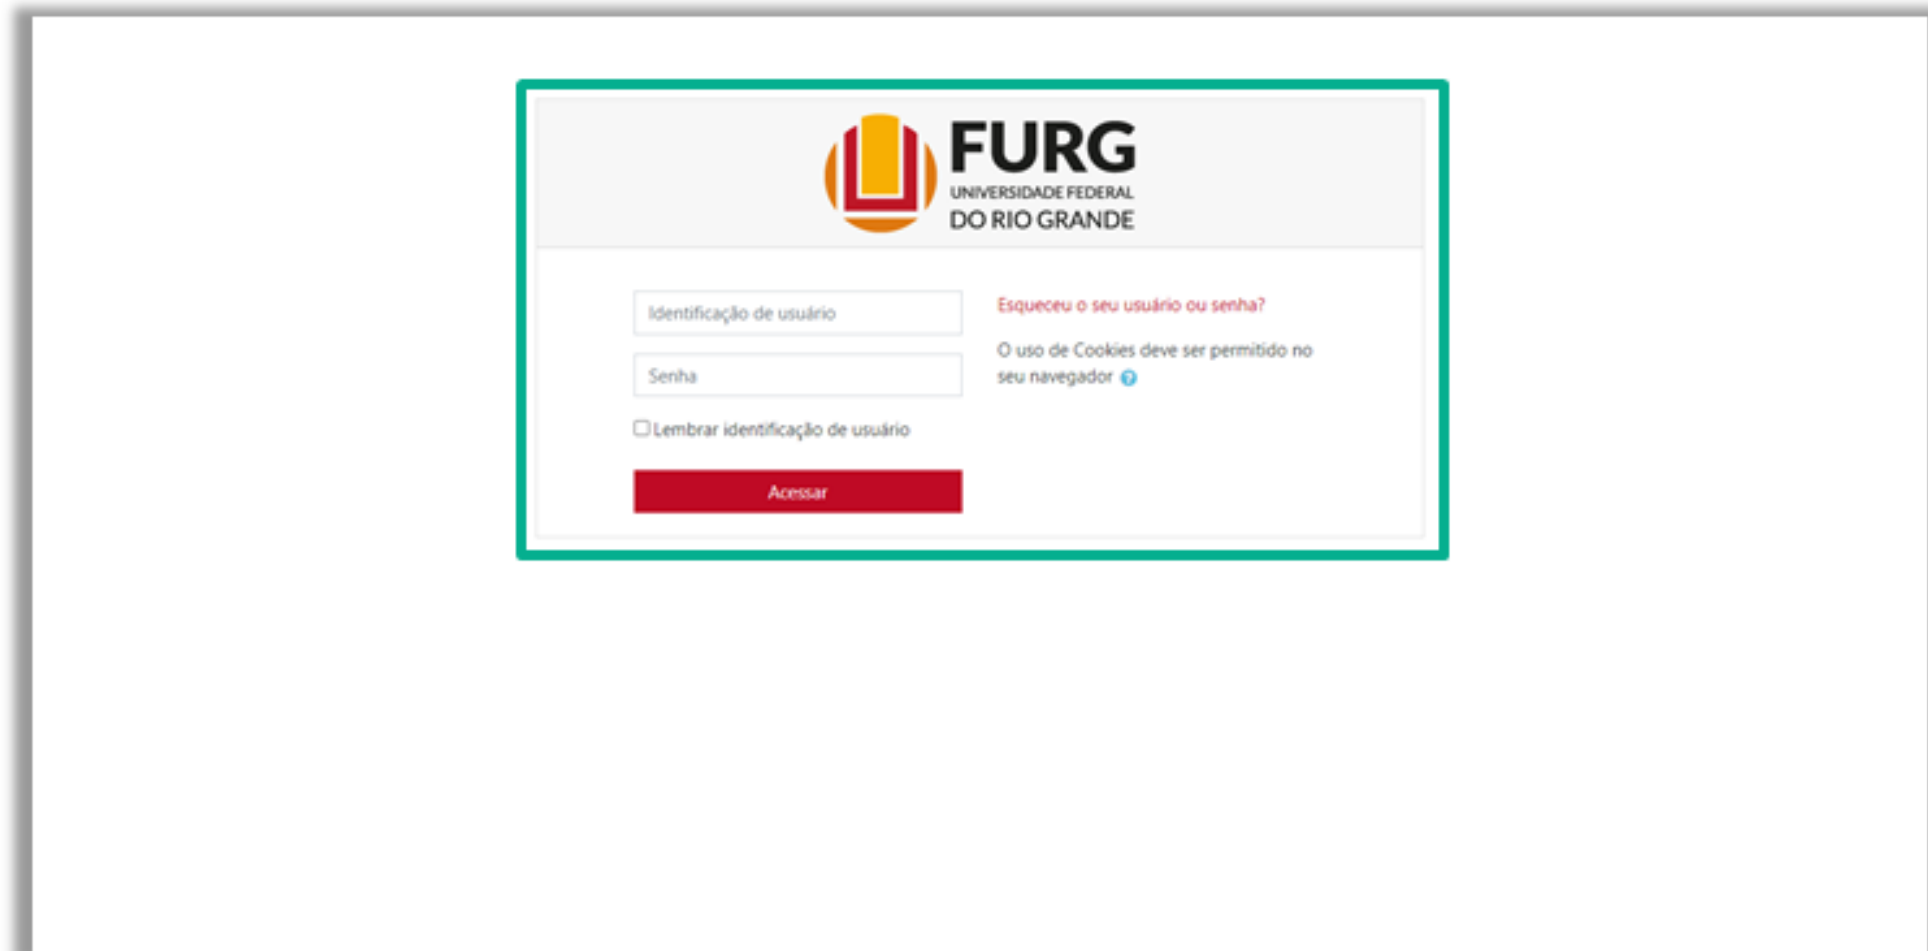 FURG
UNIVERSIDADE FEDERAL
DO RIO GRANDE
Identificação de usuário
Senha
Lembrar identificação de usuário
Acessar
Esqueceu o seu usuário ou senha?
O uso de Cookies deve ser permitido no
seu navegador ?